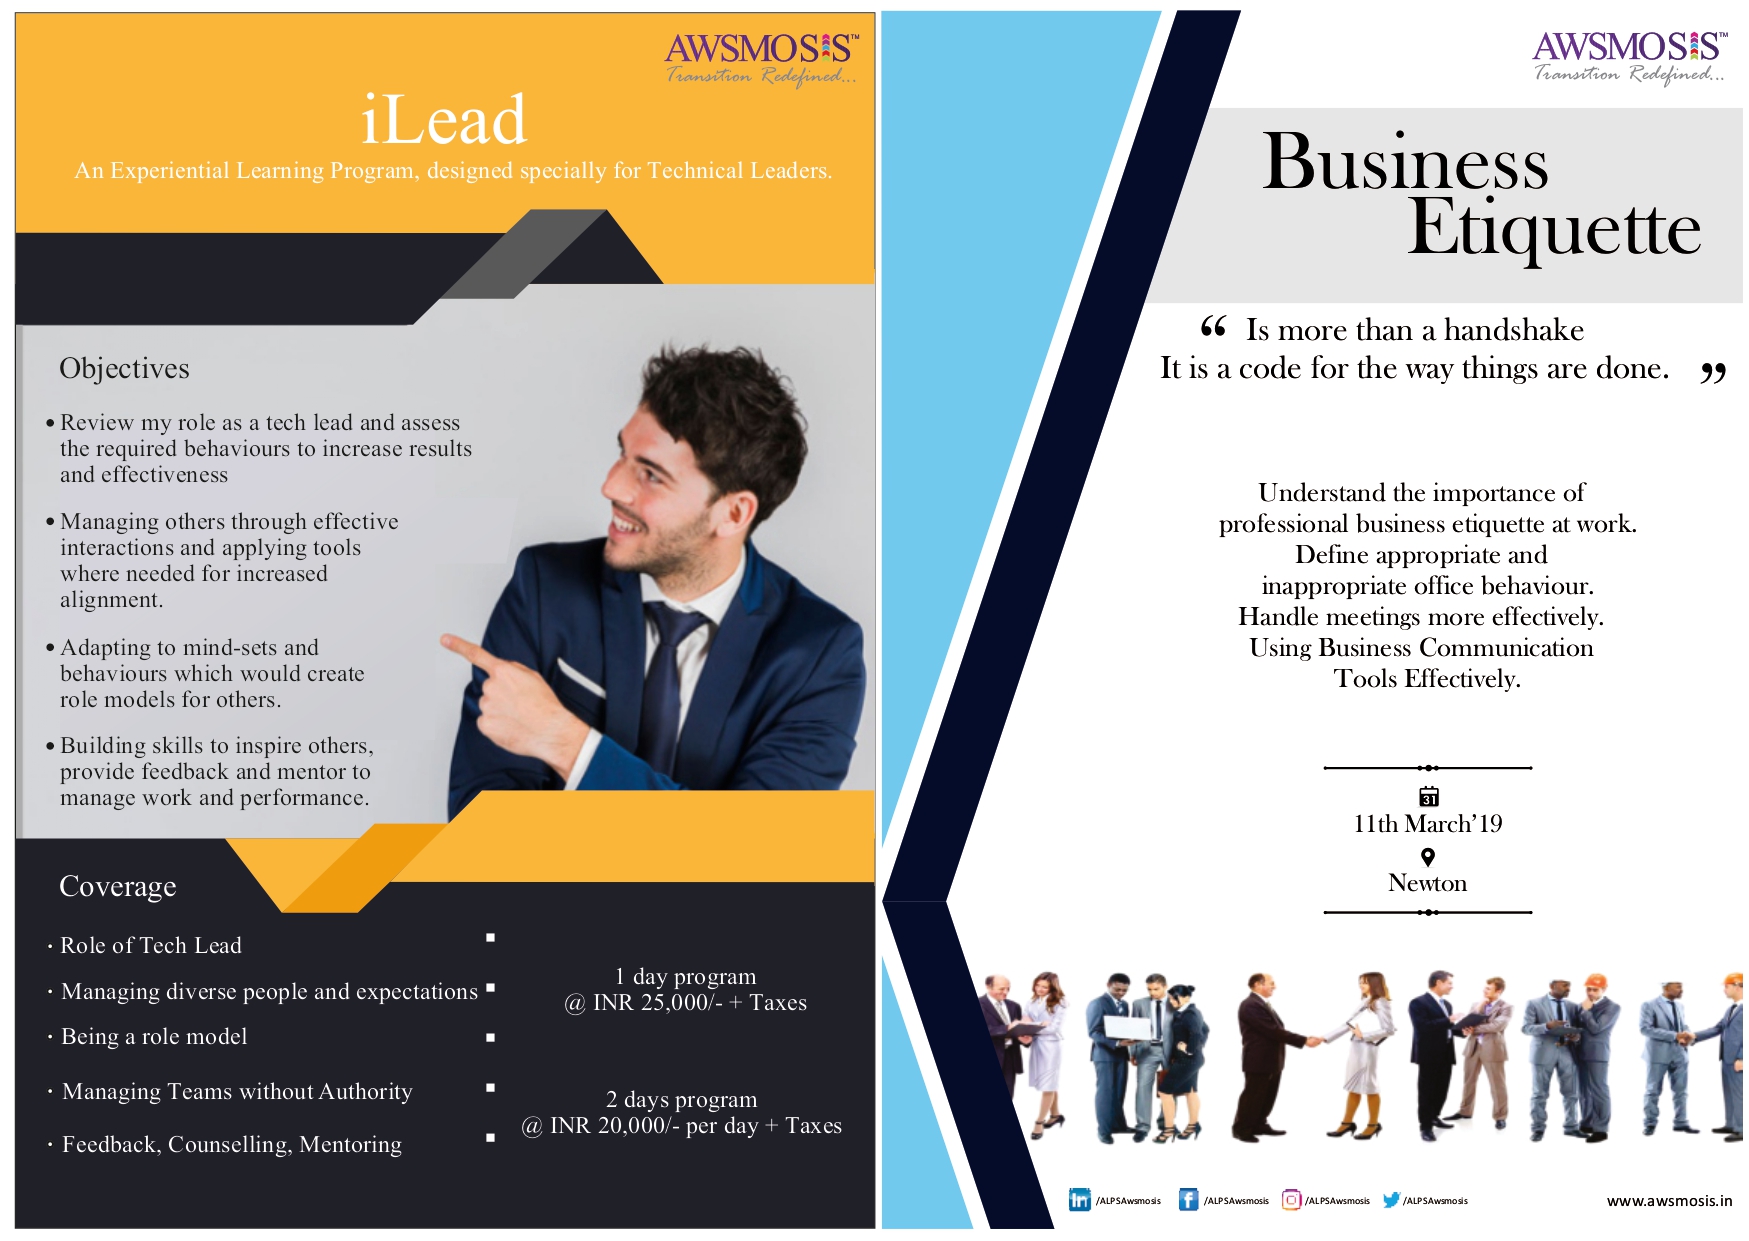 AWSMOSIS™
Transition Redefined...
iLead
An Experiential Learning Program, designed specially for Technical Leaders.
Objectives
• Review my role as a tech lead and assess
the required behaviours to increase results
and effectiveness
• Managing others through effective
interactions and applying tools
where needed for increased
alignment.
• Adapting to mind-sets and
behaviours which would create
role models for others.
• Building skills to inspire others,
provide feedback and mentor to
manage work and performance.
Coverage
· Role of Tech Lead
· Managing diverse people and expectations
· Being a role model
· Managing Teams without Authority
· Feedback, Counselling, Mentoring
1 day program
@ INR 25,000/- + Taxes
2 days program
@ INR 20,000/- per day + Taxes
AWSMOSIS™
Transition Redefined...
Business
Etiquette
“ Is more than a handshake
It is a code for the way things are done. ”
Understand the importance of
professional business etiquette at work.
Define appropriate and
inappropriate office behaviour.
Handle meetings more effectively.
Using Business Communication
Tools Effectively.
31
11th March’19
Newton
in /ALPSAwsmosis f /ALPSAwsmosis /ALPSAwsmosis /ALPSAwsmosis www.awsmosis.in